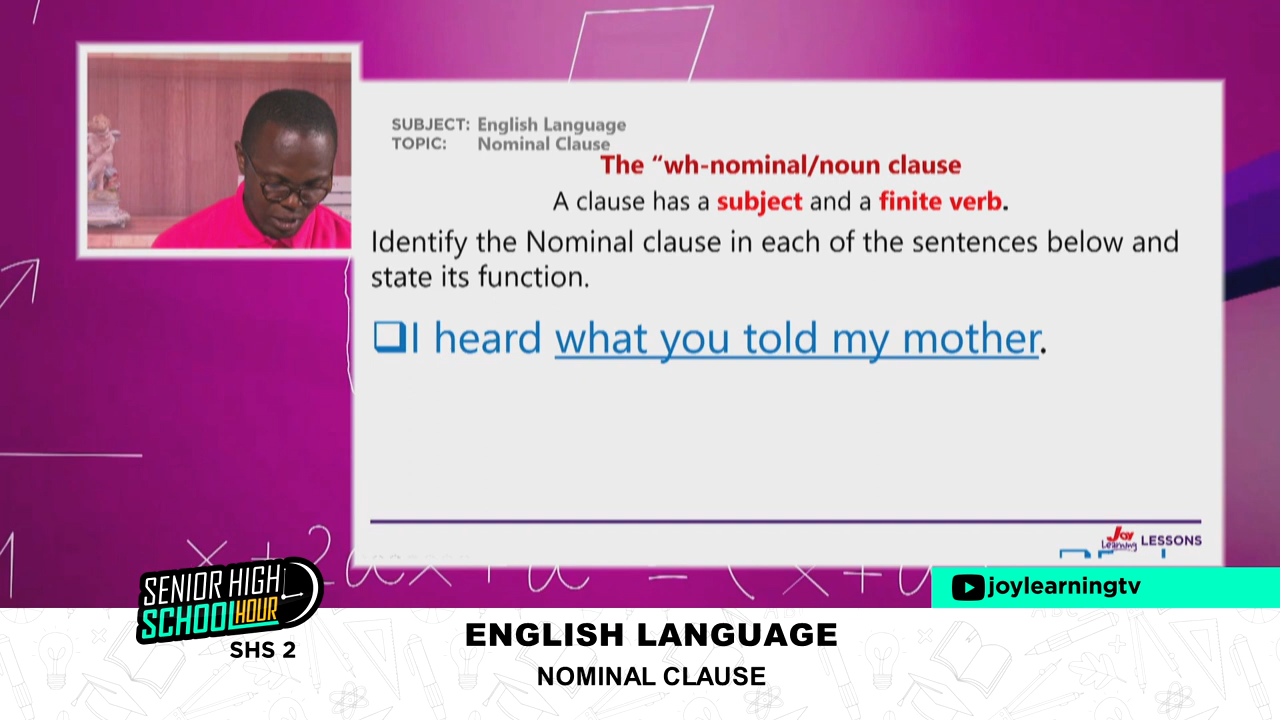 SUBJECT: English Language
TOPIC: Nominal Clause
The “wh-nominal/noun clause
A clause has a subject and a finite verb.
Identify the Nominal clause in each of the sentences below and
state its function.
❑I heard what you told my mother.
Joy
Learning LESSONS
joylearningtv
SENIOR HIGH
SCHOOL HOUR
SHS 2
ENGLISH LANGUAGE
NOMINAL CLAUSE